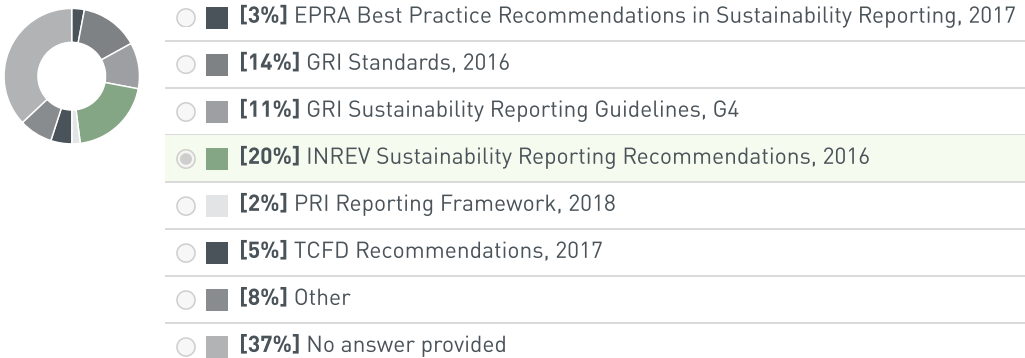 [3%] EPRA Best Practice Recommendations in Sustainability Reporting, 2017
[14%] GRI Standards, 2016
[11%] GRI Sustainability Reporting Guidelines, G4
[20%] INREV Sustainability Reporting Recommendations, 2016
[2%] PRI Reporting Framework, 2018
[5%] TCFD Recommendations, 2017
[8%] Other
[37%] No answer provided